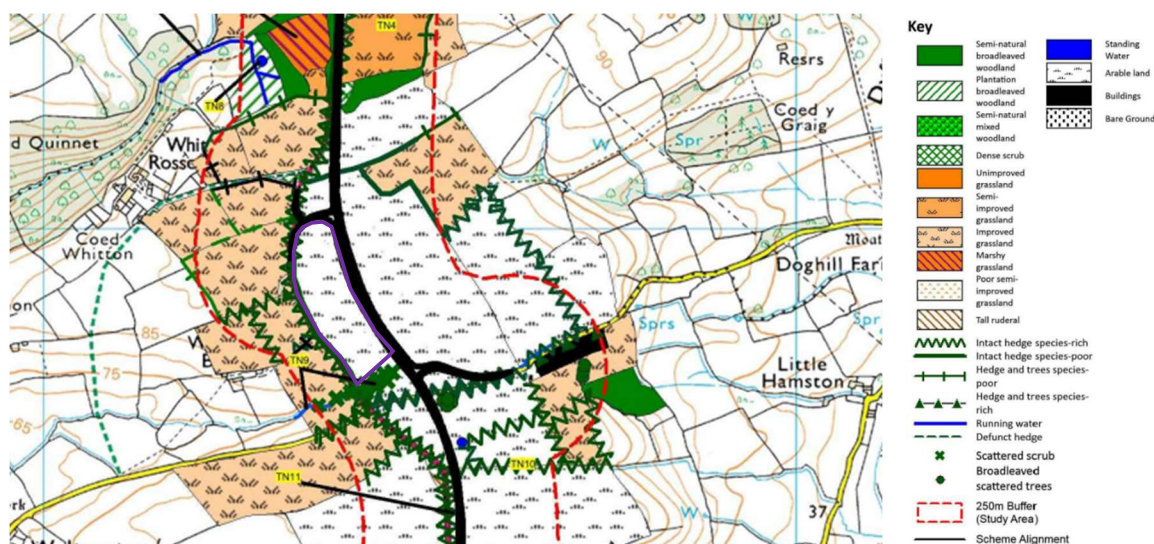 TN4
Resrs
W
90
TN8
Coed y
Graig
d Quinnet
Spr
W
Whit
Rossc
Coed
Whitton
Moat
Doghill Far
on
85
W
Sprs
TN9
75
Little
Hamston
65
TN10
TN11
W
37
rk
Key
Semi-natural
broadleaved
woodland
Plantation
broadleaved
woodland
Semi-natural
mixed
woodland
Dense scrub
Unimproved
grassland
Semi-
improved
grassland
Improved
grassland
Marshy
grassland
Poor semi-
improved
grassland
Tall ruderal
Intact hedge species-rich
Intact hedge species-poor
Hedge and trees species-
poor
Hedge and trees species-
rich
Running water
Defunct hedge
Scattered scrub
Broadleaved
scattered trees
250m Buffer
(Study Area)
Scheme Alignment
Standing
Water
Arable land
Buildings
Bare Ground